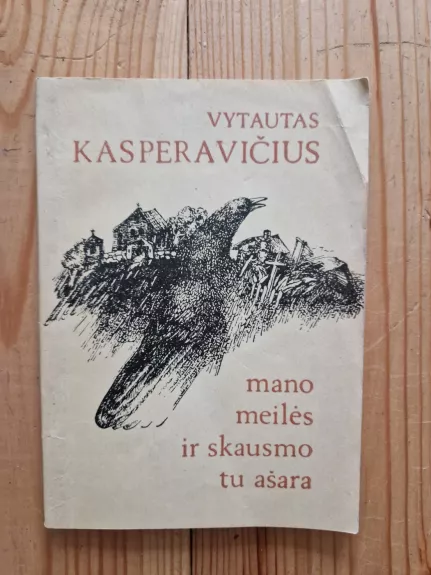 VYTAUTAS
KASPERAVIČIUS
mano
meilės
ir skausmo
tu ašara